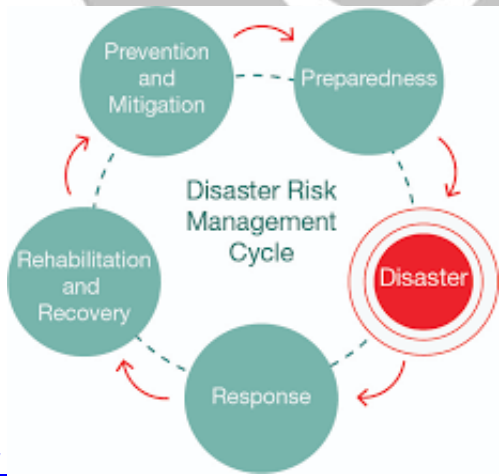 Prevention
and
Mitigation
Preparedness
Disaster Risk
Management
Cycle
Rehabilitation
and
Recovery
Disaster
Response